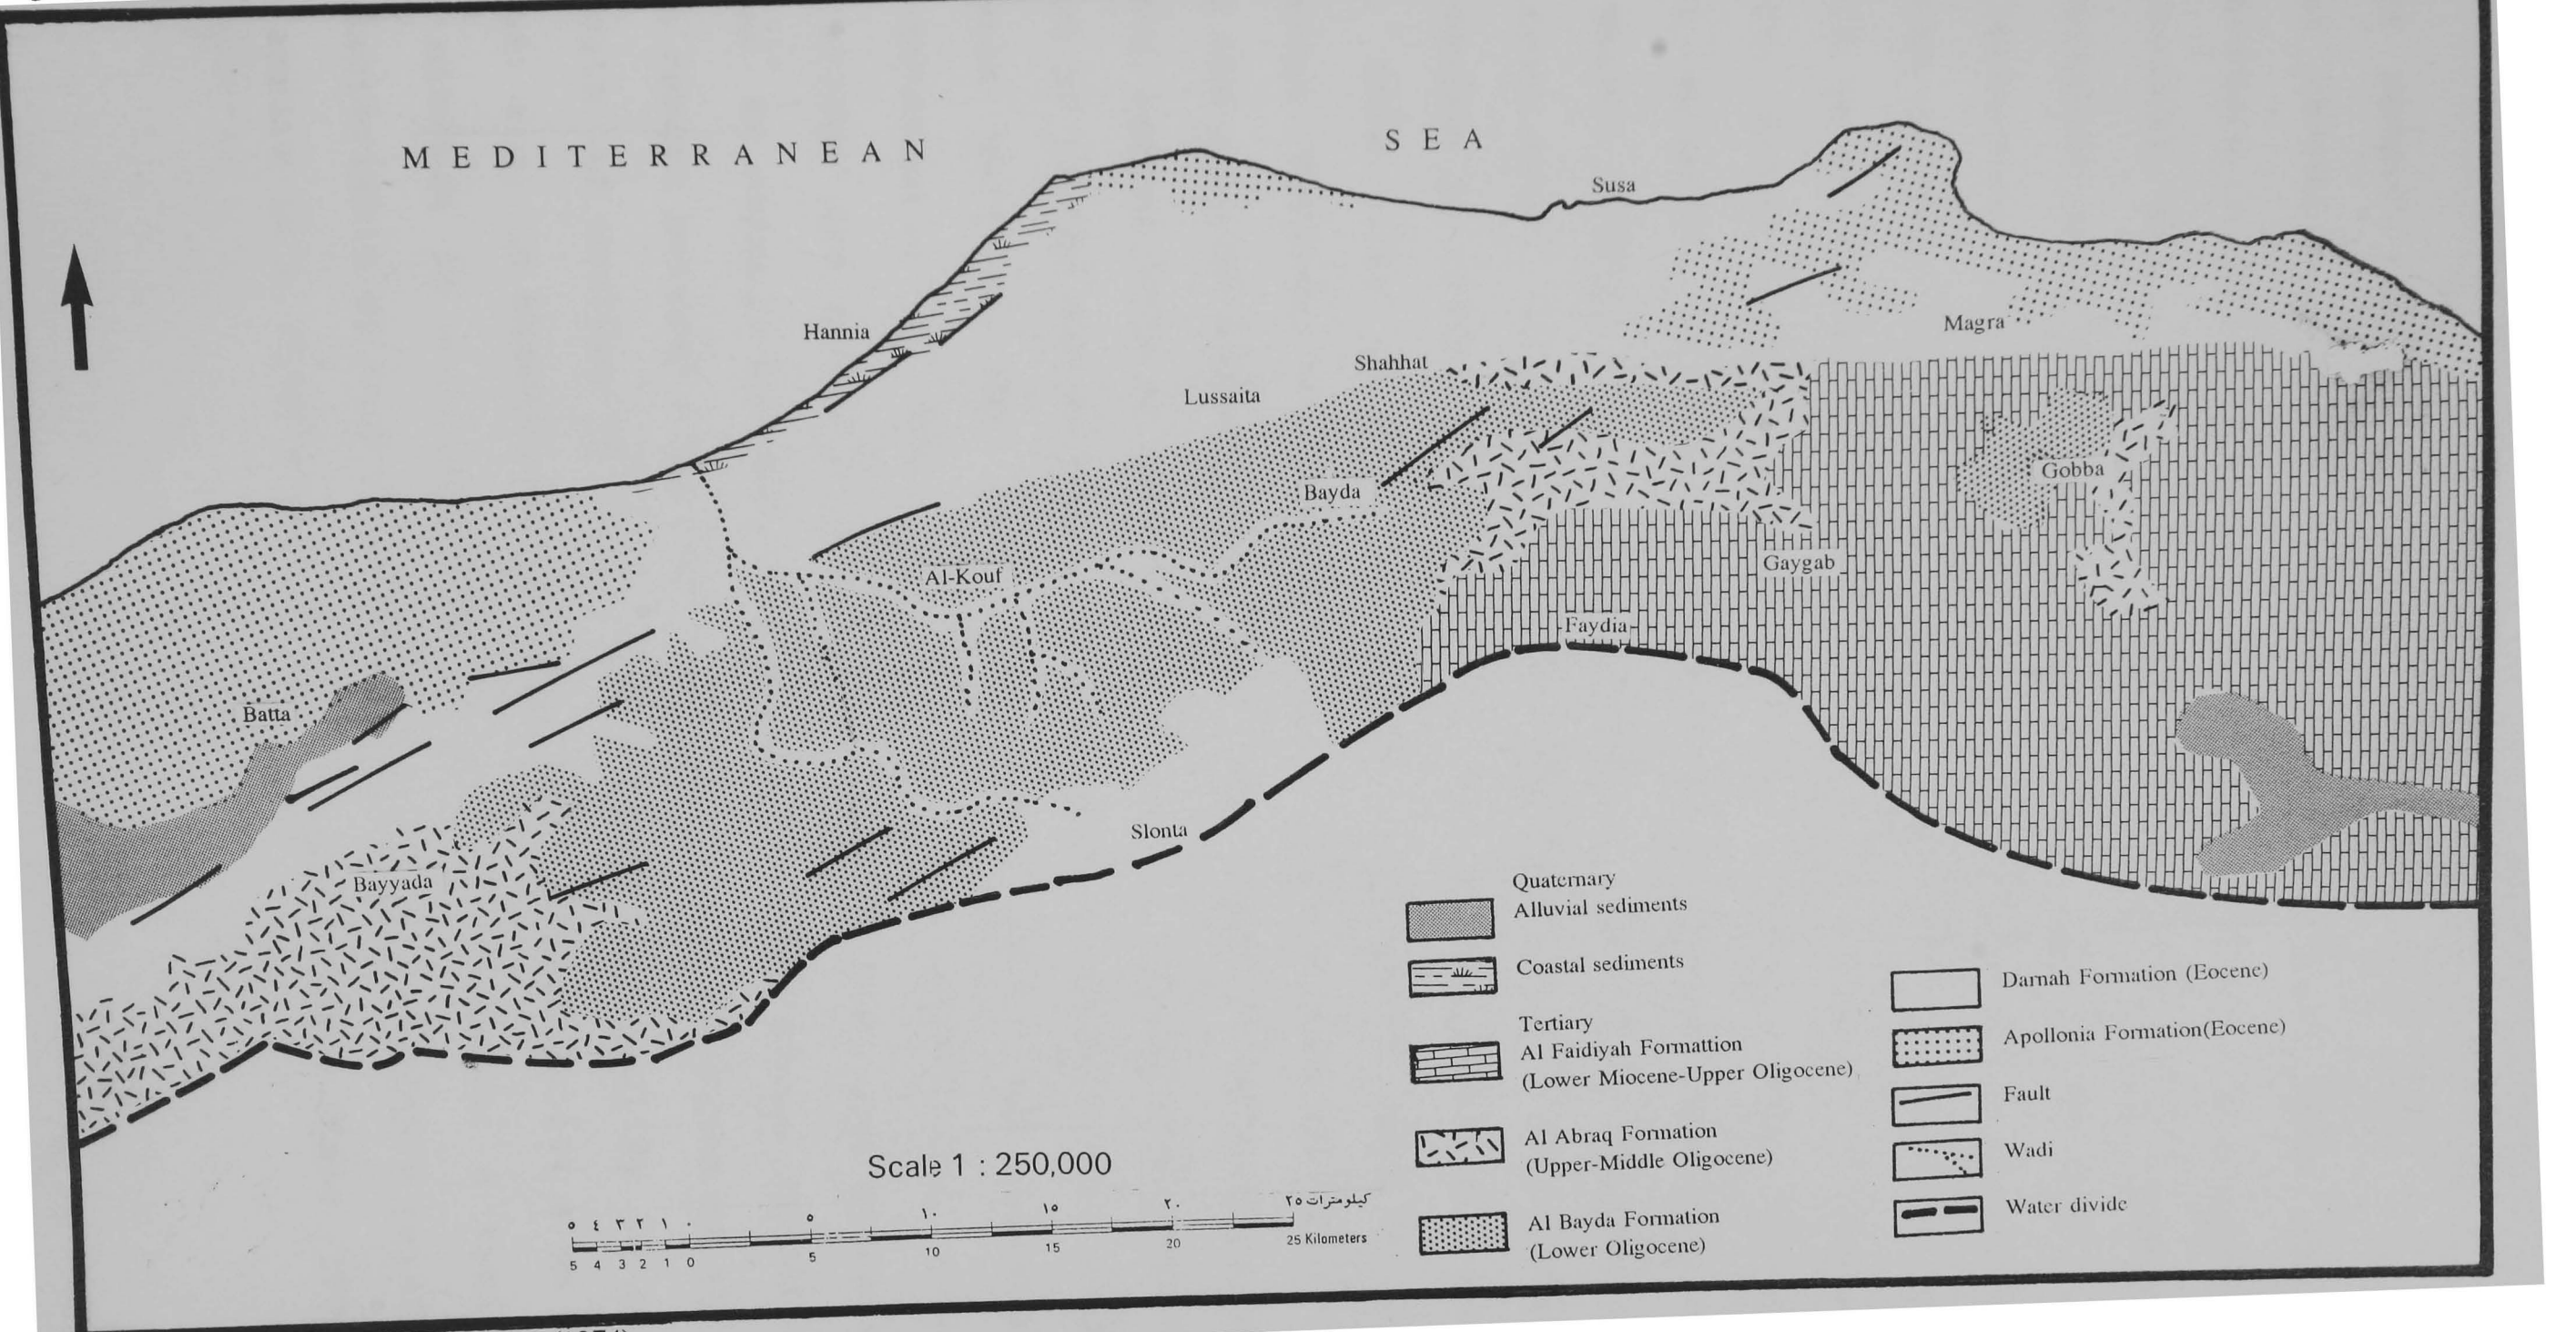 MEDITERRANEAN SEA
Susa
Hannia
Magra
Shahhat
Lussaita
Gobba
Bayda
Gaygab
Al-Kouf
Faydia
Batta
Slonta
Bayyada
Quaternary
Alluvial sediments
Coastal sediments
Tertiary
Al Faidiyah Formattion
(Lower Miocene-Upper Oligocene)
Al Abraq Formation
(Upper-Middle Oligocene)
Al Bayda Formation
(Lower Oligocene)
Darnah Formation (Eocene)
Apollonia Formation(Eocene)
Fault
Wadi
Water divide
Scale 1 : 250,000
٥ ٤ ٣ ٢ ١ ٠ ٥ ١٠ ١٥ ٢٠ ٢٥ كيلومترات
5 4 3 2 1 0 5 10 15 20 25 Kilometers